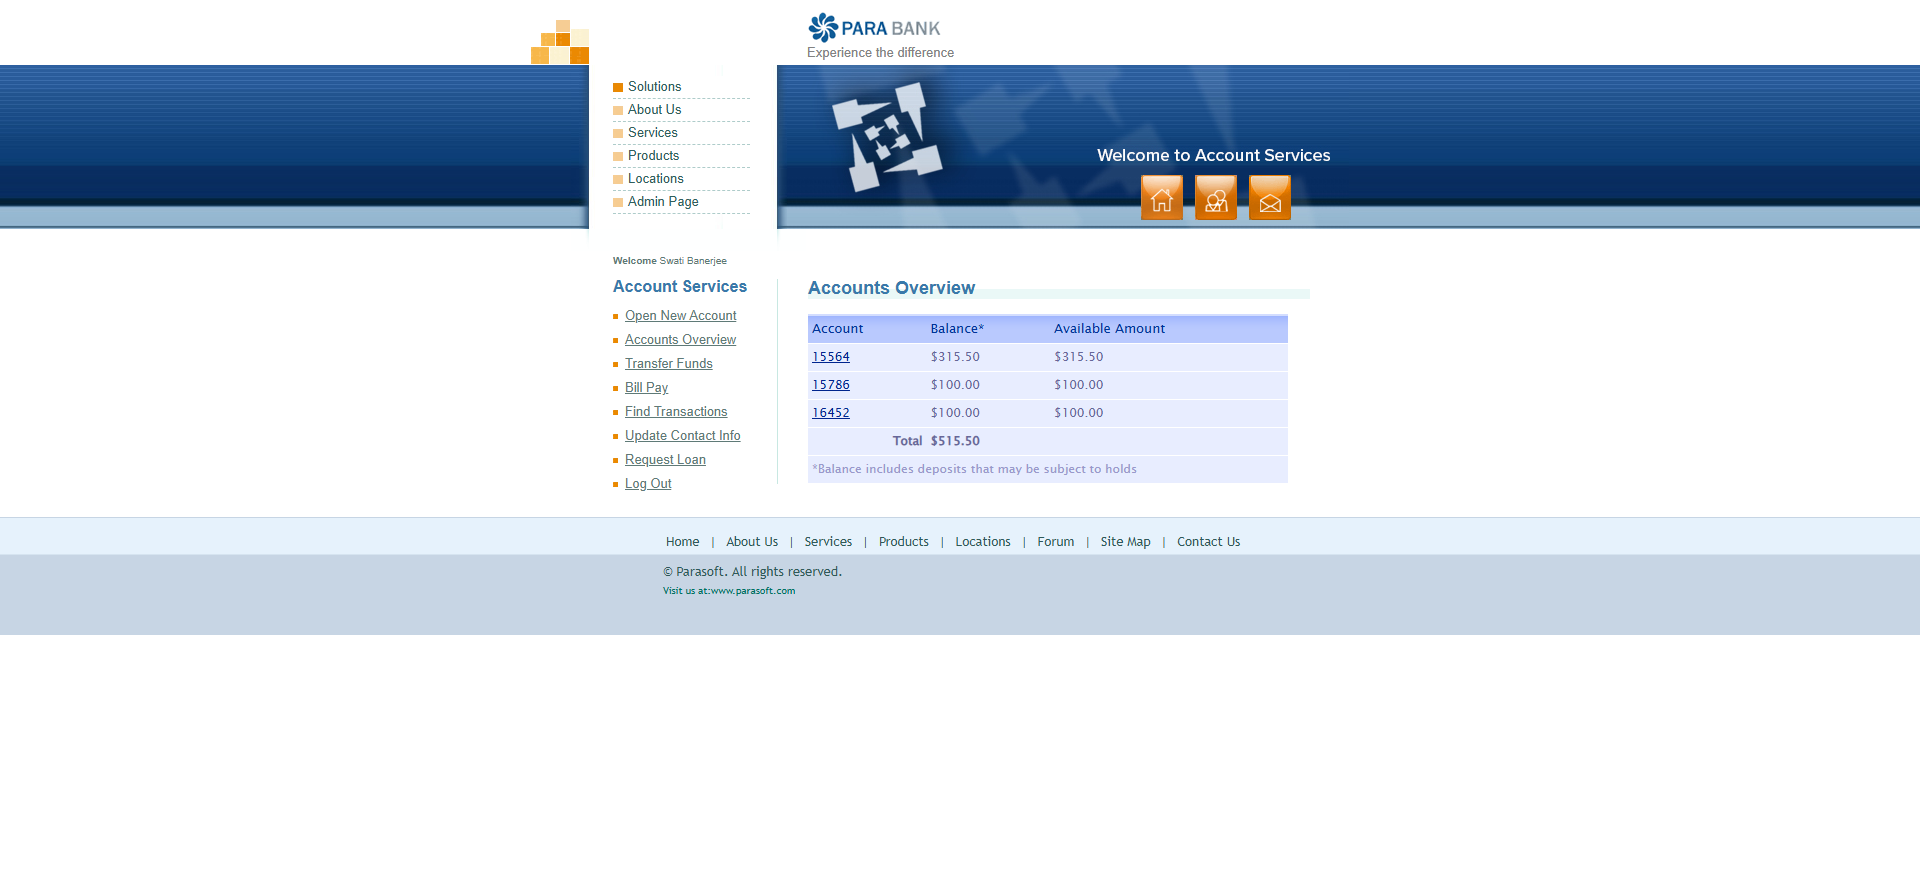 PARA BANK
Experience the difference
Solutions
About Us
Services
Products
Locations
Admin Page
Welcome to Account Services
Welcome Swati Banerjee
Account Services
Open New Account
Accounts Overview
Transfer Funds
Bill Pay
Find Transactions
Update Contact Info
Request Loan
Log Out
Accounts Overview
Account Balance* Available Amount
15564 $315.50 $315.50
15786 $100.00 $100.00
16452 $100.00 $100.00
Total $515.50
*Balance includes deposits that may be subject to holds
Home | About Us | Services | Products | Locations | Forum | Site Map | Contact Us
© Parasoft. All rights reserved.
Visit us at:www.parasoft.com